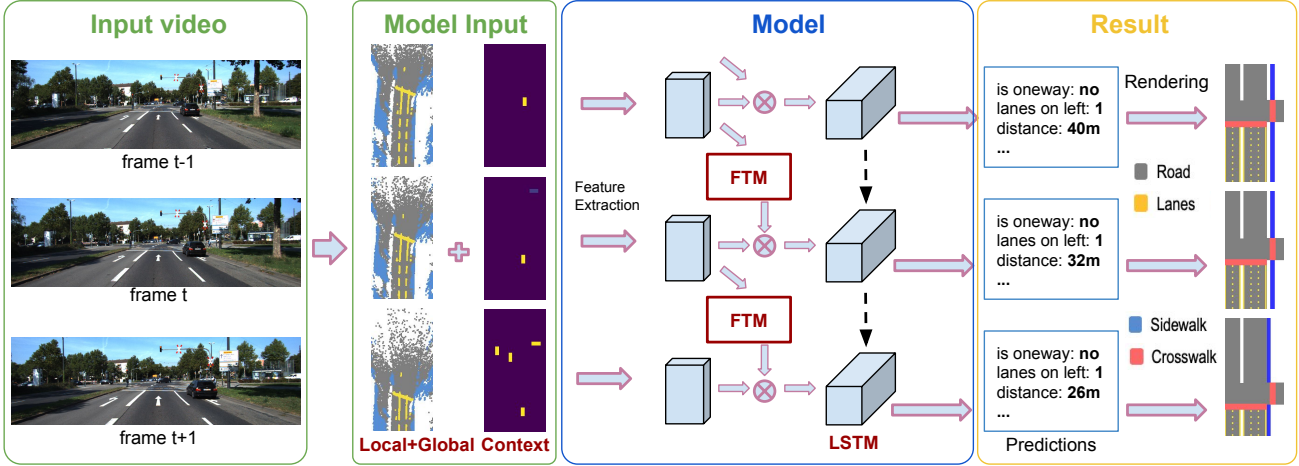 Input video
frame t-1
frame t
frame t+1
Model Input
Local+Global
Context
Model
Feature
Extraction
FTM
FTM
LSTM
Result
is oneway: no
lanes on left: 1
distance: 40m
...
is oneway: no
lanes on left: 1
distance: 32m
...
is oneway: no
lanes on left: 1
distance: 26m
...
Predictions
Rendering
Road
Lanes
Sidewalk
Crosswalk